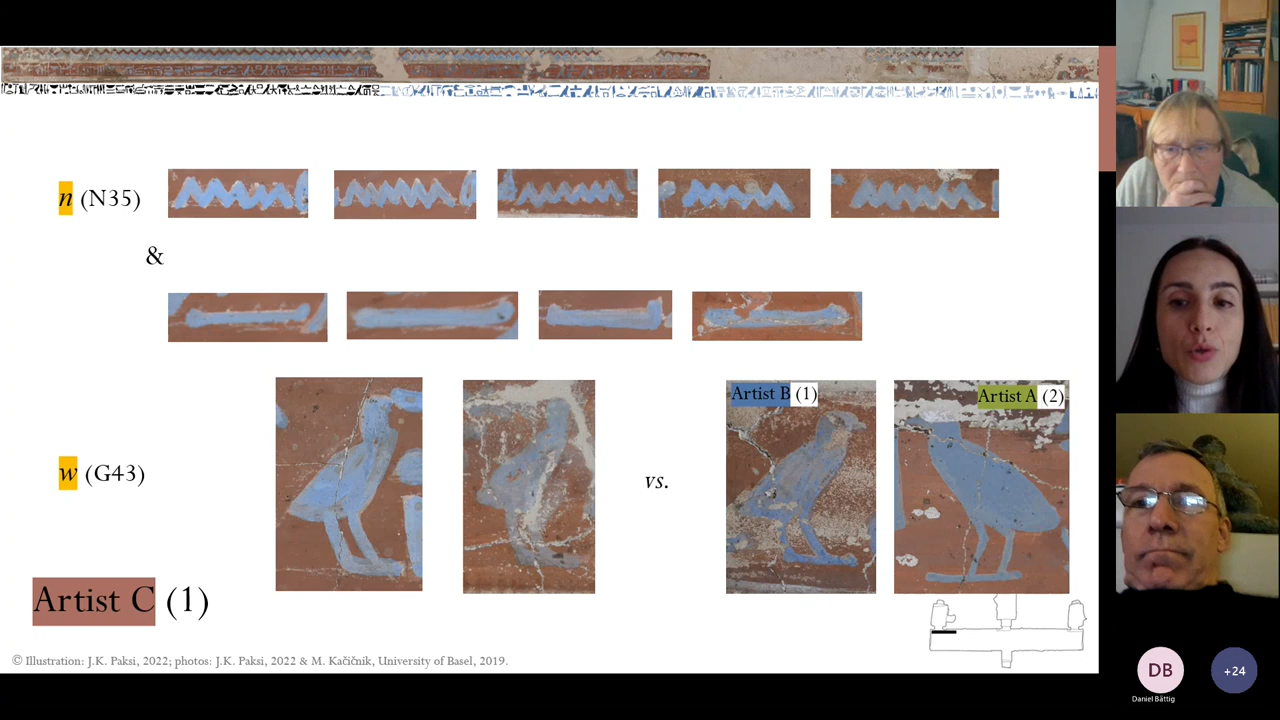 n (N35)
&
Artist B (1)
Artist A (2)
w (G43)
vs.
Artist C (1)
© Illustration: J.K. Paksi, 2022; photos: J.K. Paksi, 2022 & M. Kačičnik, University of Basel, 2019.
DB
+24
Daniel Bättig